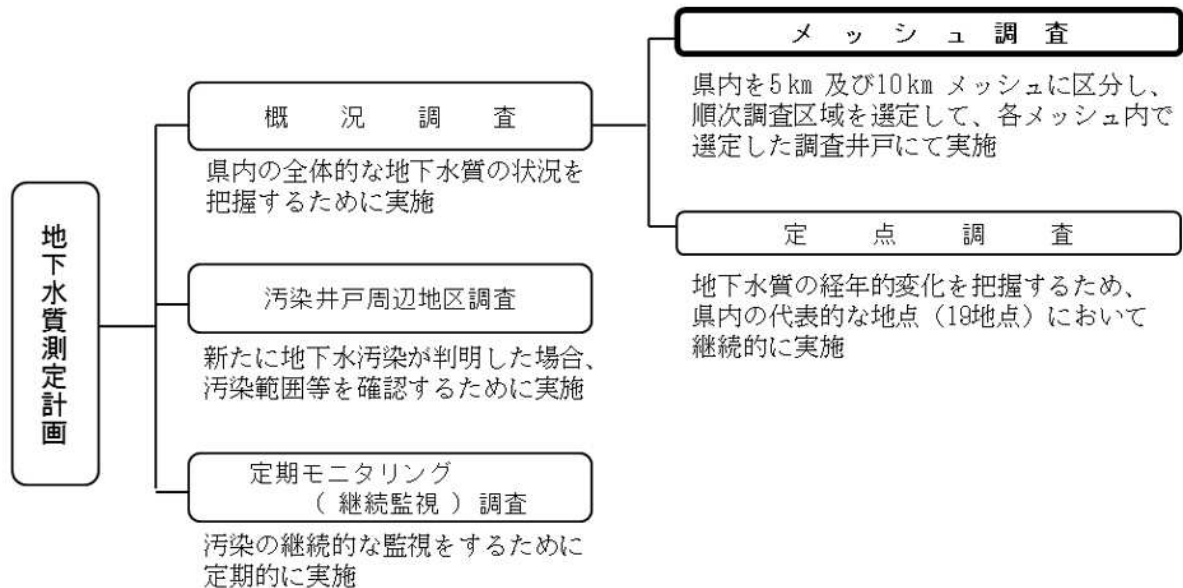 地下水質測定計画
概況調査
県内の全体的な地下水質の状況を
把握するために実施
メッシュ調査
県内を5km 及び10km メッシュに区分し、
順次調査区域を選定して、各メッシュ内で
選定した調査井戸にて実施
定点調査
地下水質の経年的変化を把握するため、
県内の代表的な地点（19地点）において
継続的に実施
汚染井戸周辺地区調査
新たに地下水汚染が判明した場合、
汚染範囲等を確認するために実施
定期モニタリング
（ 継続監視 ）調査
汚染の継続的な監視をするために
定期的に実施